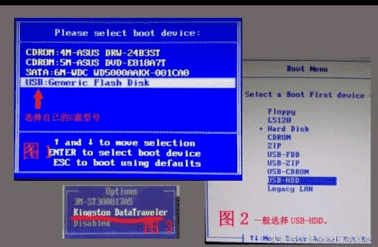 Please select boot device:
CDROM:4M-ASUS DRW-24B3ST
CDROM:5M-ASUS DVD-E818A7T
SATA:6M-WDC WD5000AAKX-001CA0
USB:Generic Flash Disk
选择自己的U盘型号
↑ and ↓ to move selection
ENTER to select boot device
ESC to boot using defaults
图1
Boot Menu
Select a Boot First device
Floppy
LS120
Hard Disk
CDROM
ZIP
USB-FDD
USB-ZIP
USB-CDROM
USB-HDD
Legacy LAN
图 2 一般选择 USB-HDD.
Options
Kingston DataTraveler
Disabled
图 3